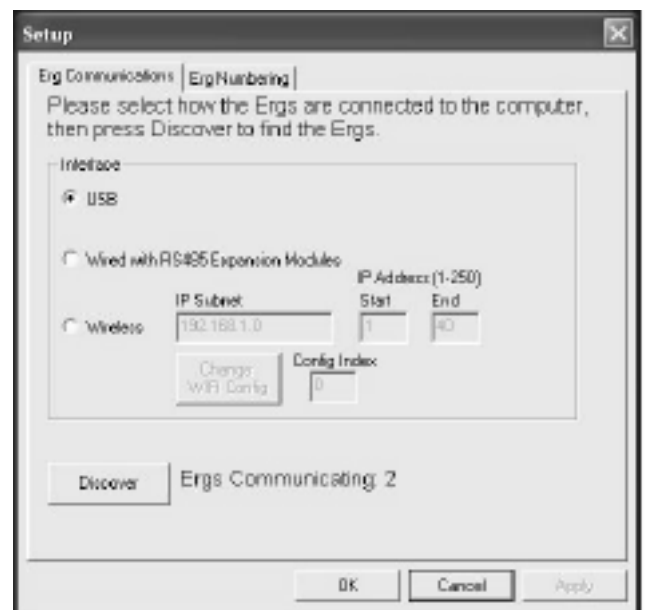 Setup
Erg Communications Erg Numbering
Please select how the Ergs are connected to the computer,
then press Discover to find the Ergs.
Interface
USB
Wired with RS485 Expansion Modules
IP Address (1-250)
IP Subnet Start End
Wireless 192.168.1.0 1 40
Change
WiFi Config
Config Index
0
Discover Ergs Communicating: 2
OK Cancel Apply